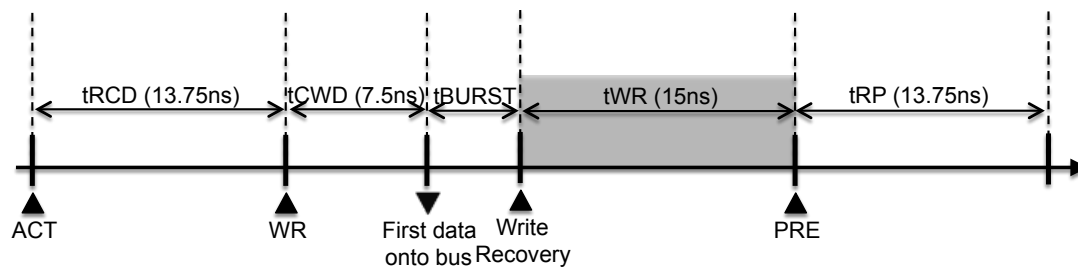 tRCD (13.75ns) tCWD (7.5ns) tBURST tWR (15ns) tRP (13.75ns)
ACT WR First data Write PRE
onto bus Recovery